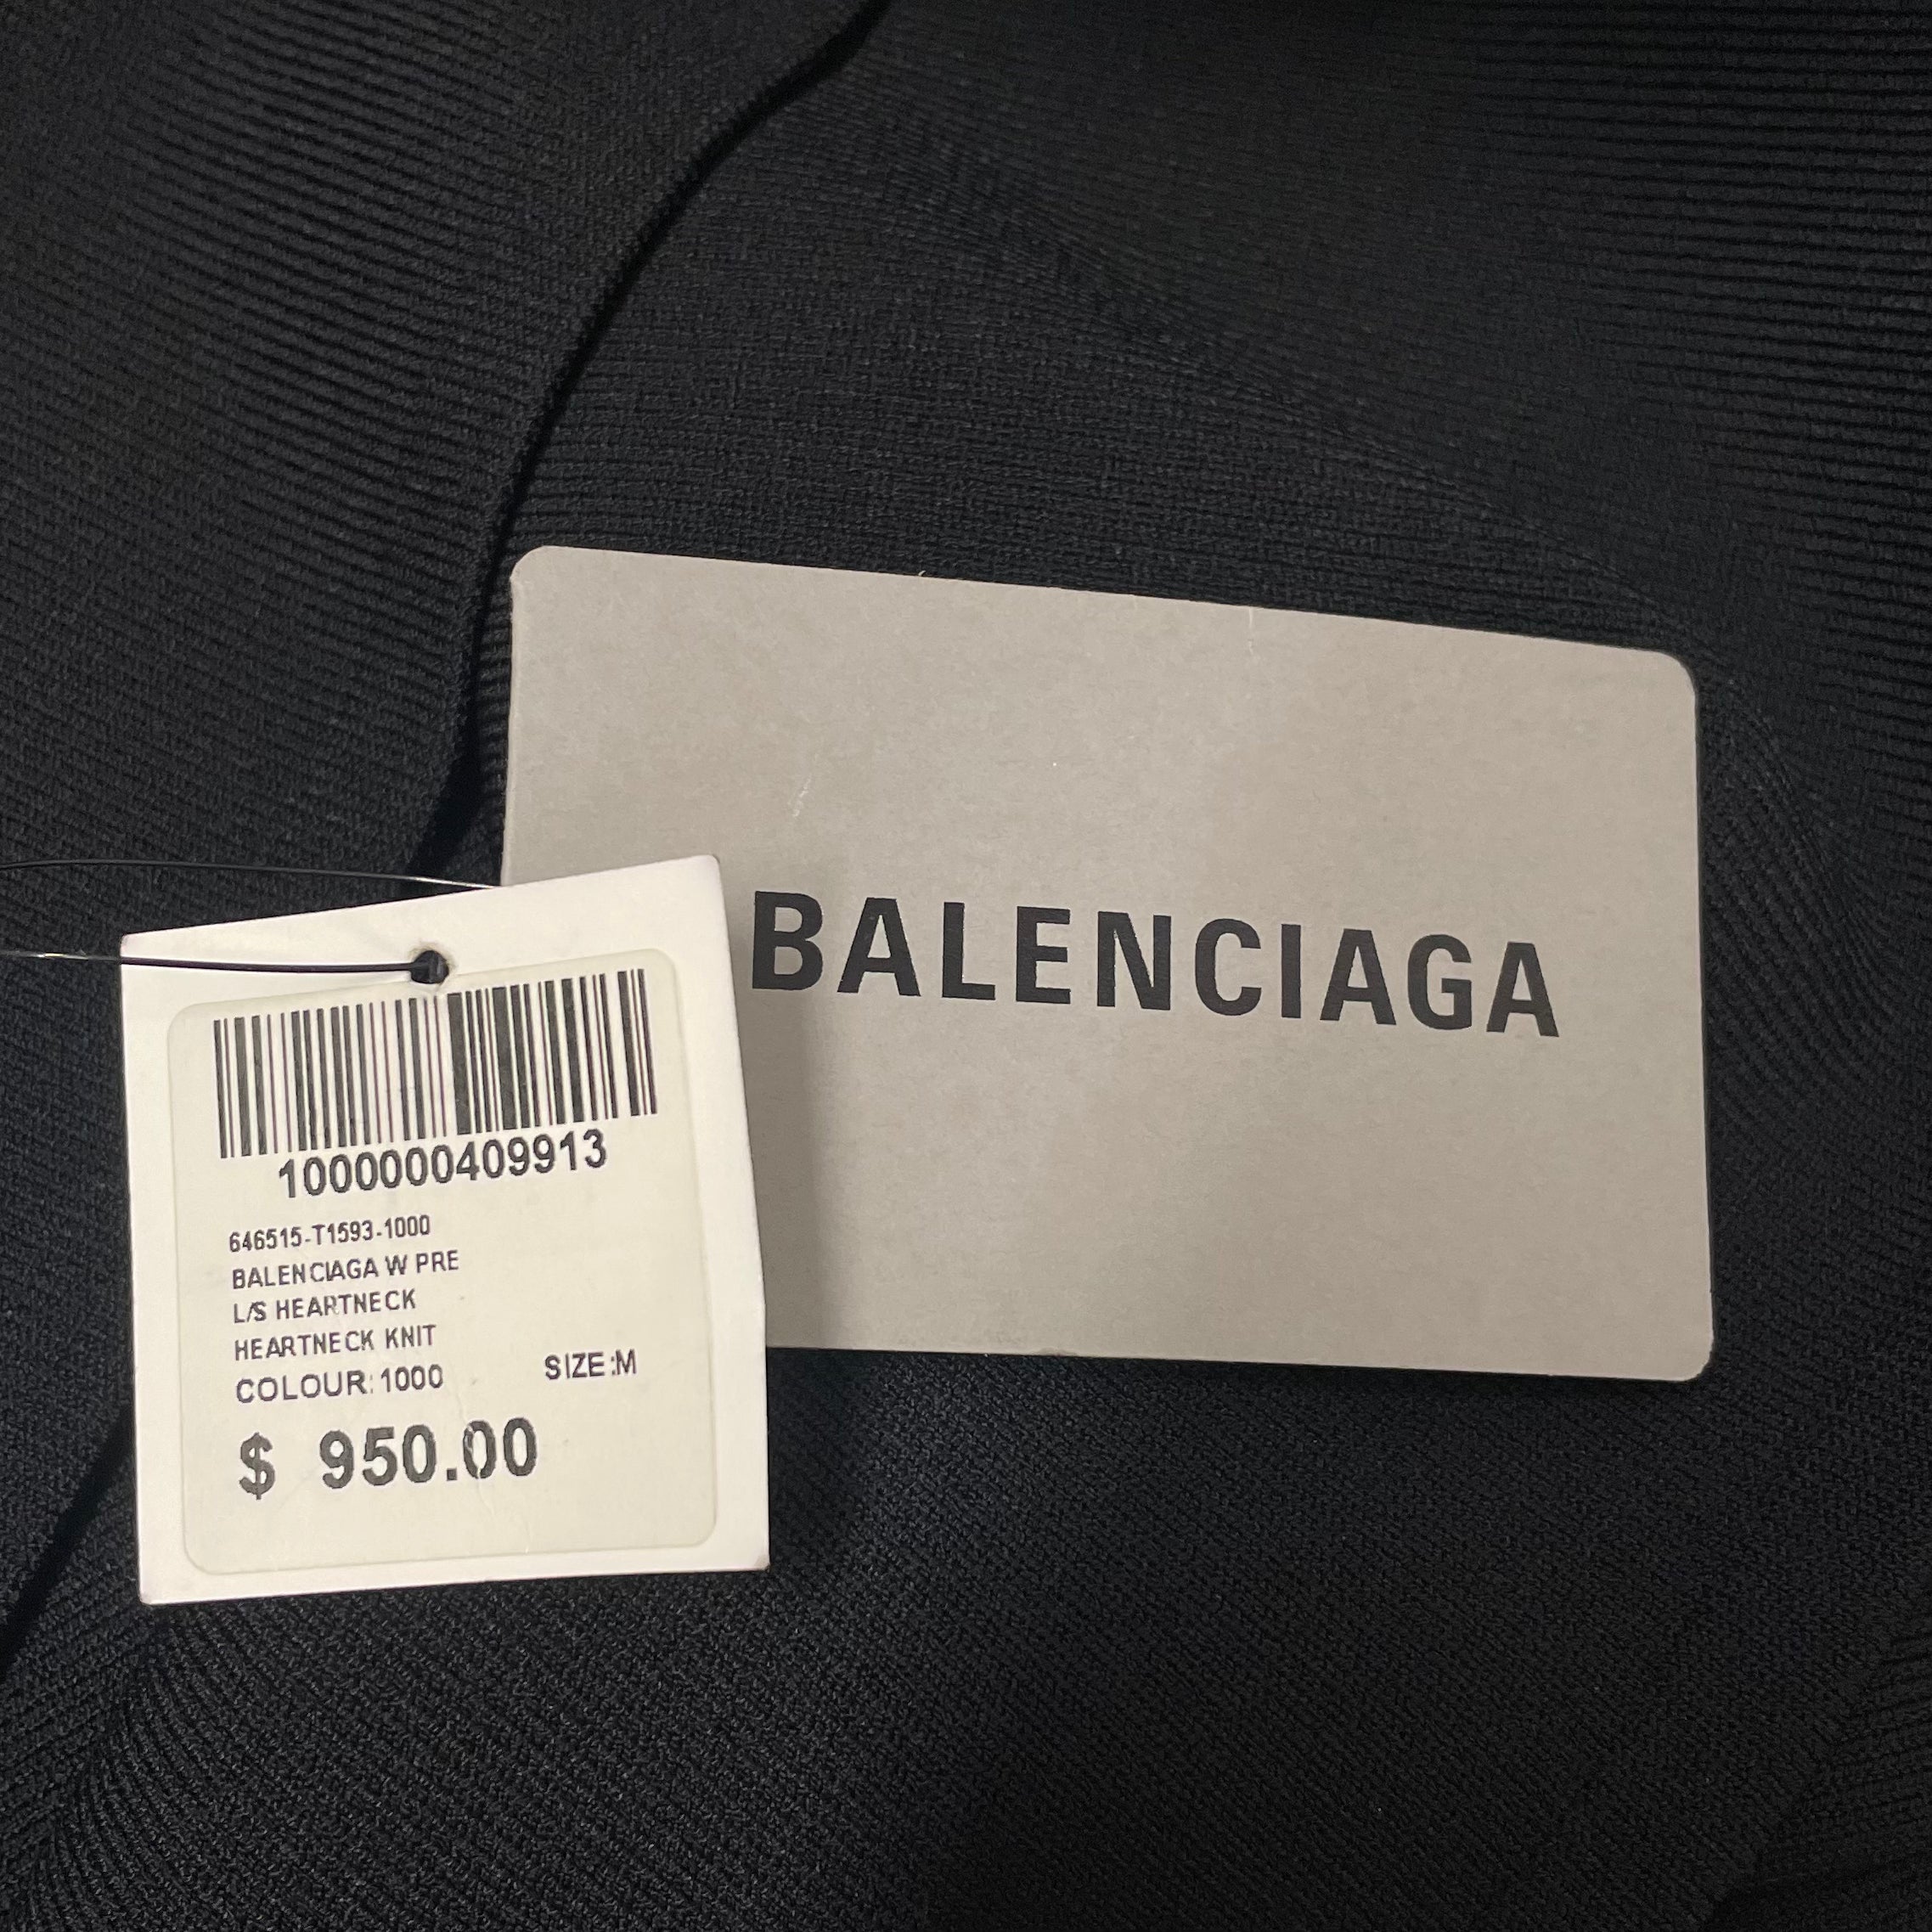 BALENCIAGA
1000000409913
646515-T1593-1000
BALENCIAGA W PRE
L/S HEARTNECK
HEARTNECK KNIT
COLOUR:1000 SIZE:M
$ 950.00